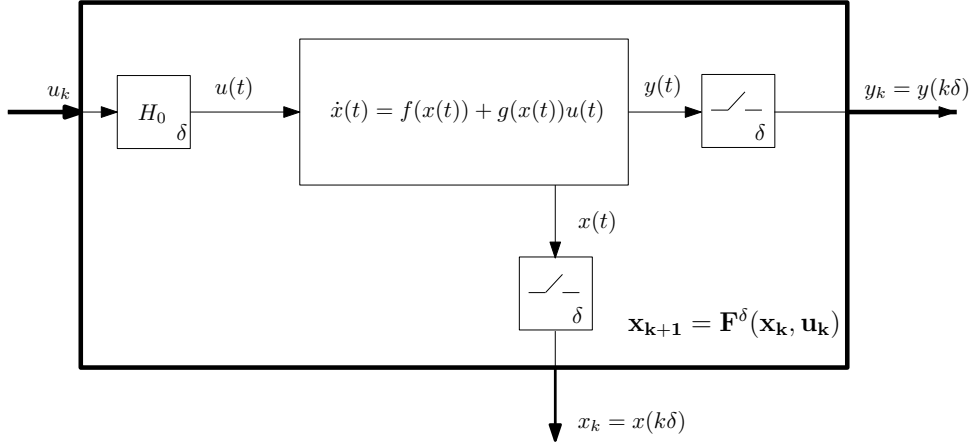 u_k
H_0
δ
u(t)
ẋ(t) = f(x(t)) + g(x(t))u(t)
y(t)
δ
y_k = y(kδ)
x(t)
δ
x_{k+1} = F^δ(x_k, u_k)
x_k = x(kδ)